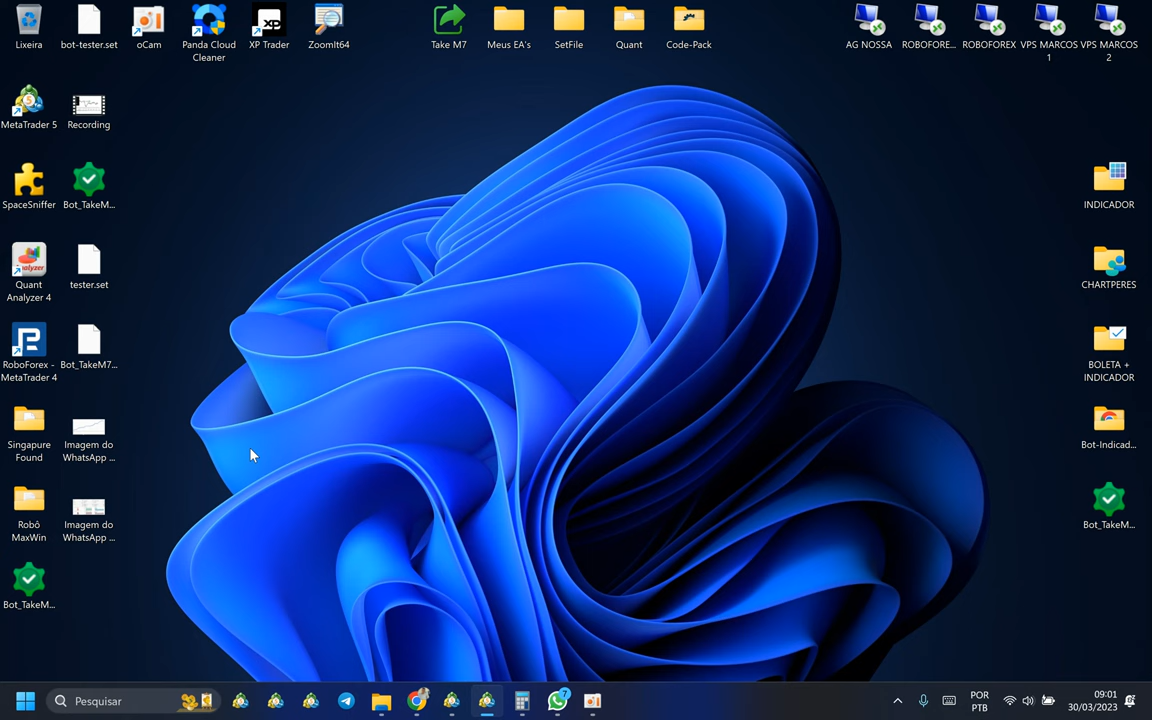 Lixeira
bot-tester.set
oCam
Panda Cloud
Cleaner
XP Trader
ZoomIt64
Take M7
Meus EA's
SetFile
Quant
Code-Pack
AG NOSSA
ROBOFORE...
ROBOFOREX
VPS MARCOS
1
VPS MARCOS
2
MetaTrader 5
Recording
SpaceSniffer
Bot_TakeM...
INDICADOR
Quant
Analyzer 4
tester.set
CHARTPERES
RoboForex -
MetaTrader 4
Bot_TakeM7...
BOLETA +
INDICADOR
Singapure
Found
Imagem do
WhatsApp ...
Bot-Indicad...
Robô
MaxWin
Imagem do
WhatsApp ...
Bot_TakeM...
Bot_TakeM...
Pesquisar
7
POR
PTB
09:01
30/03/2023